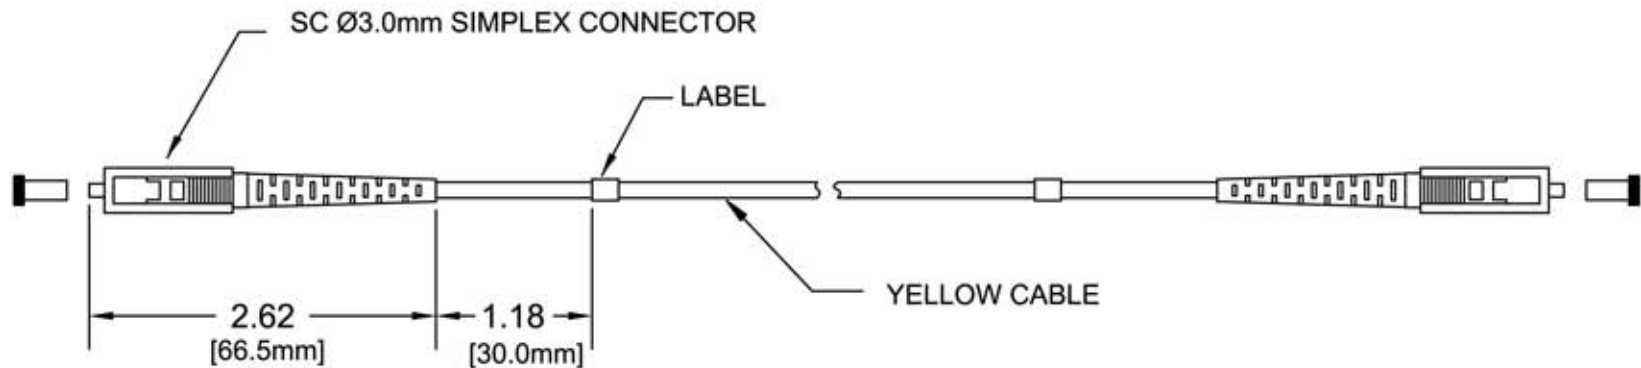 SC Ø3.0mm SIMPLEX CONNECTOR
LABEL
YELLOW CABLE
2.62
[66.5mm]
1.18
[30.0mm]